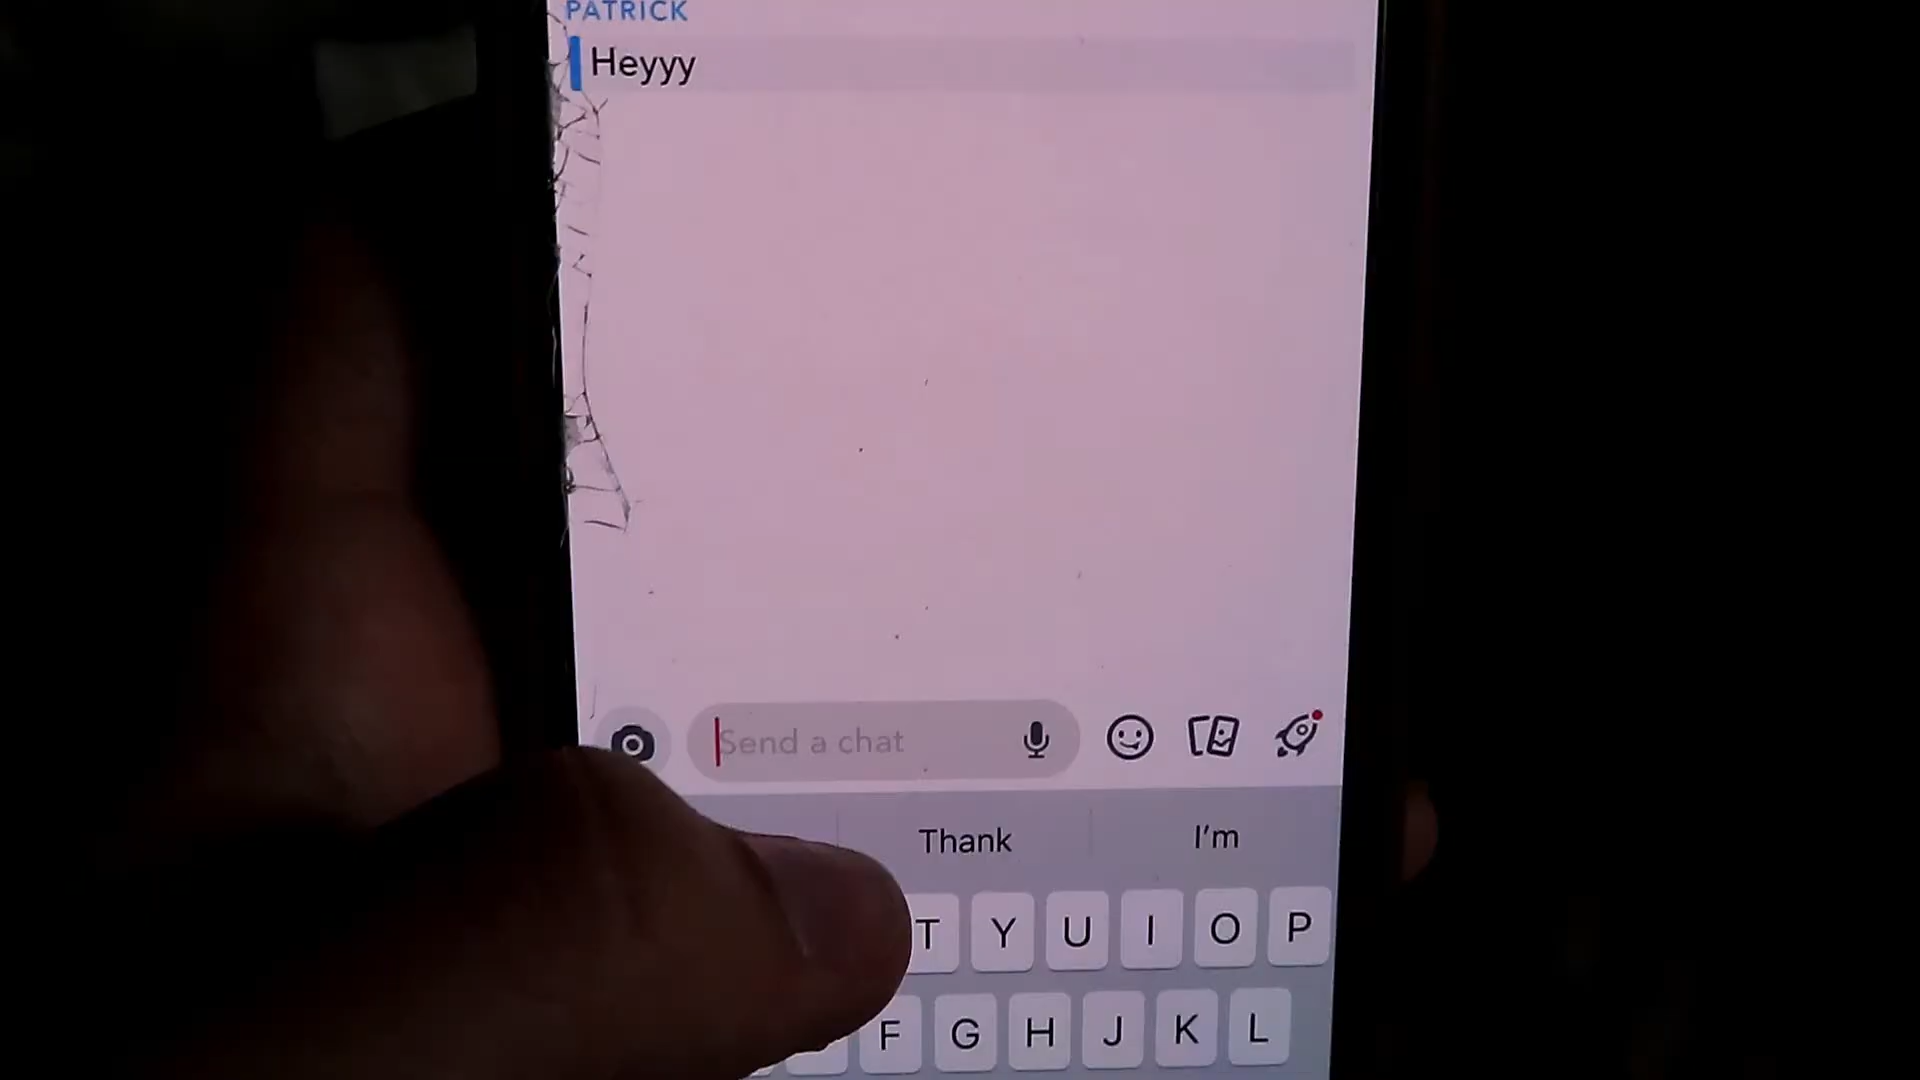 PATRICK
Heyyy
Send a chat
Thank I'm
T Y U I O P
F G H J K L